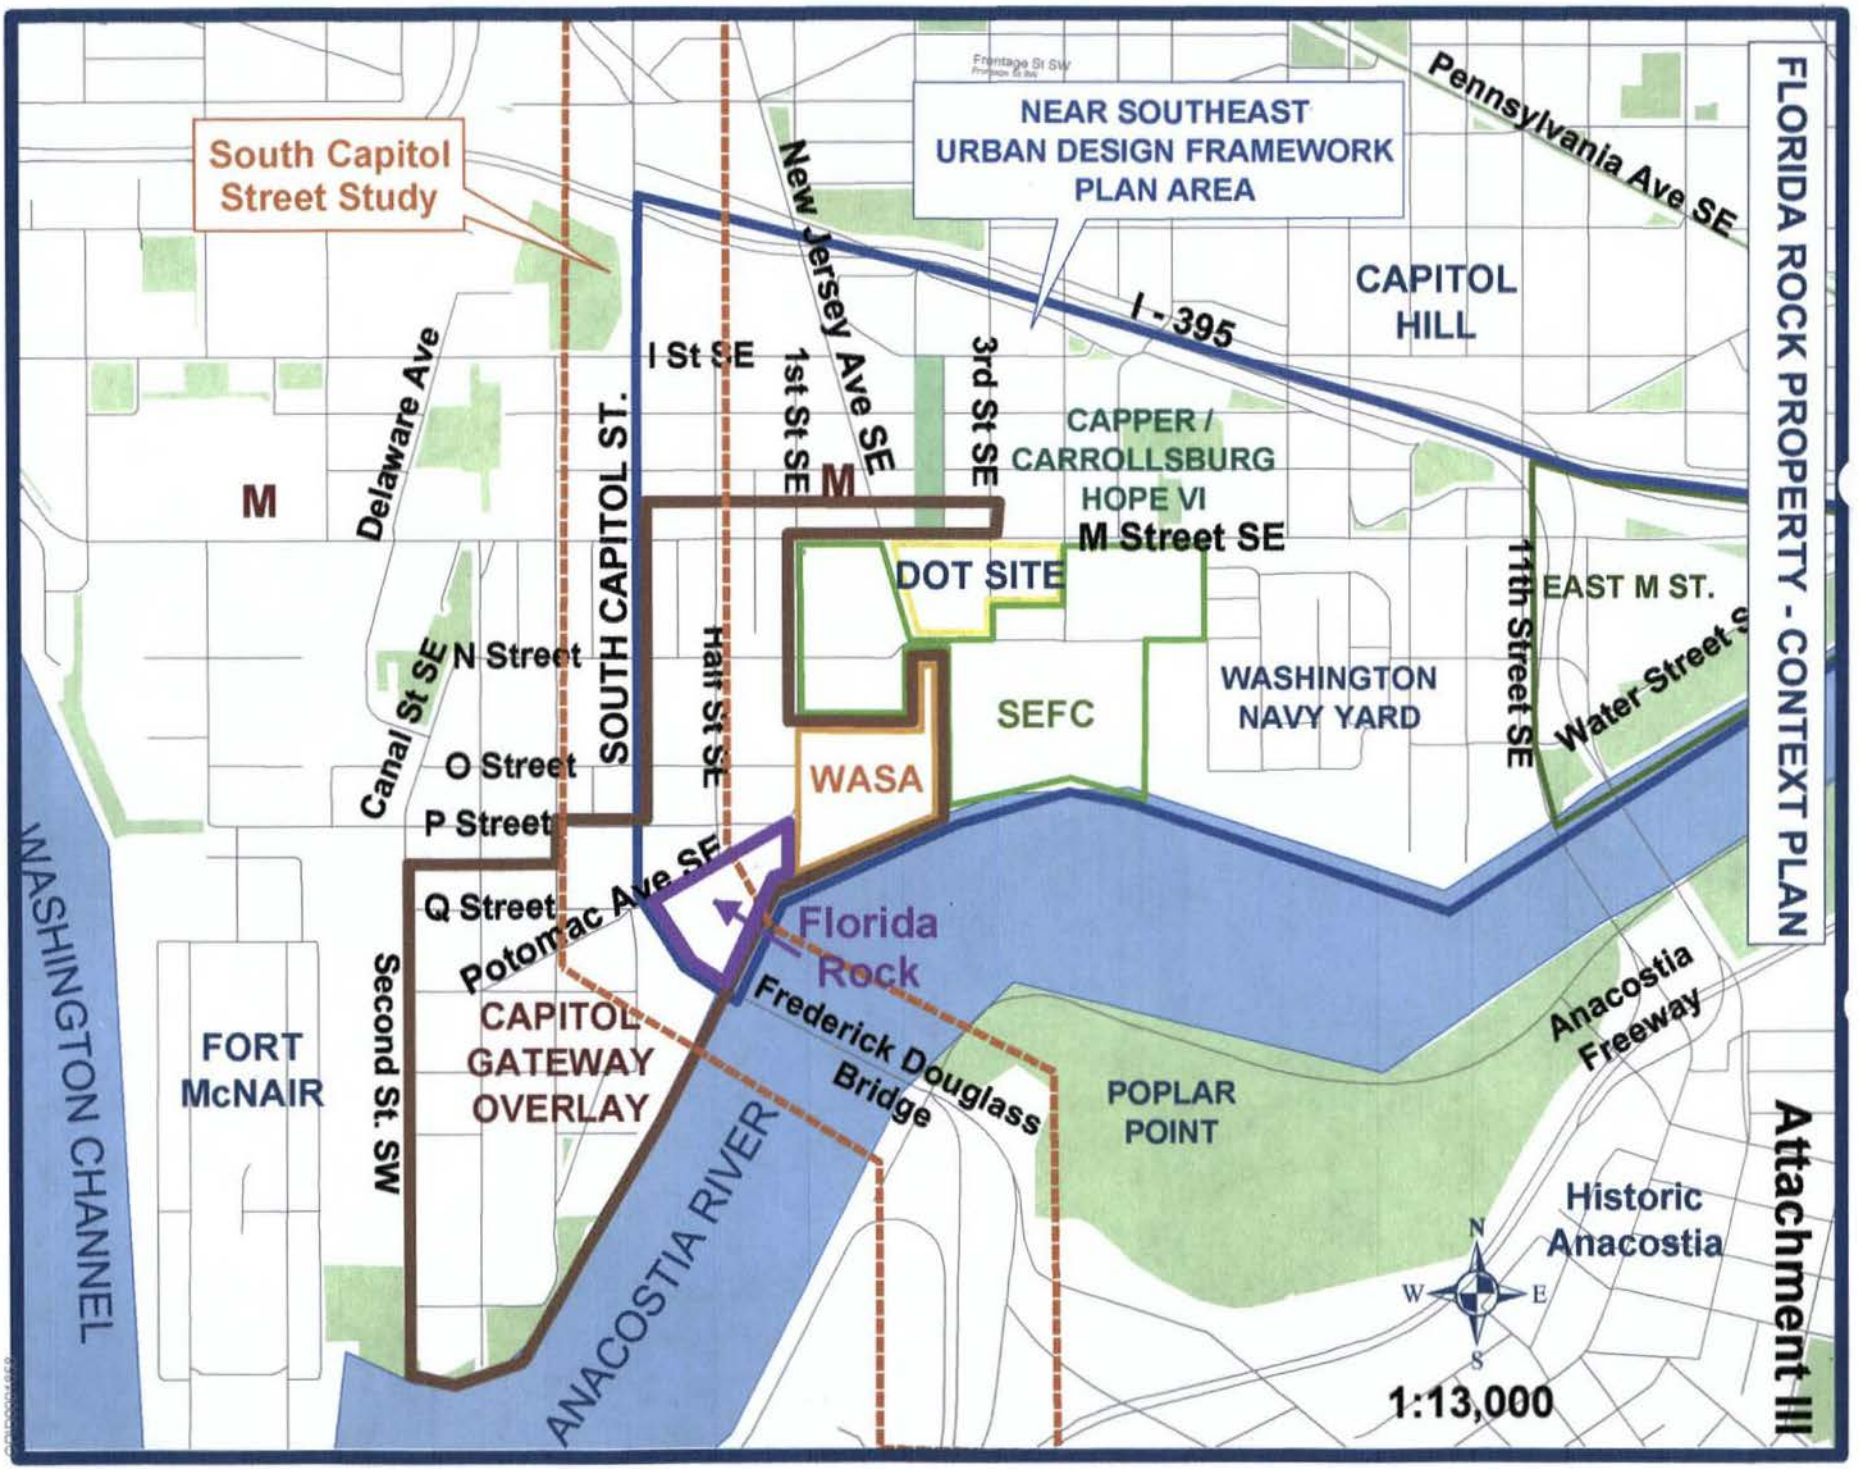 Frontage St SW
Pennsylvania Ave SE
FLORIDA ROCK PROPERTY - CONTEXT PLAN
NEAR SOUTHEAST
URBAN DESIGN FRAMEWORK
PLAN AREA
South Capitol
Street Study
New Jersey Ave SE
CAPITOL
HILL
I - 395
I St SE
1st St SE
3rd St SE
Delaware Ave
SOUTH CAPITOL ST.
CAPPER /
CARROLLSBURG
HOPE VI
M
M
M Street SE
DOT SITE
11th Street SE
EAST M ST.
Water Street S
N Street
Canal St SE
Half St SE
SEFC
WASHINGTON
NAVY YARD
O Street
WASA
P Street
Q Street
Potomac Ave SE
Florida
Rock
WASHINGTON CHANNEL
Second St. SW
CAPITOL
GATEWAY
OVERLAY
FORT
McNAIR
Frederick Douglass
Bridge
Anacostia
Freeway
POPLAR
POINT
ANACOSTIA RIVER
Historic
Anacostia
N
W
E
S
1:13,000
Attachment III